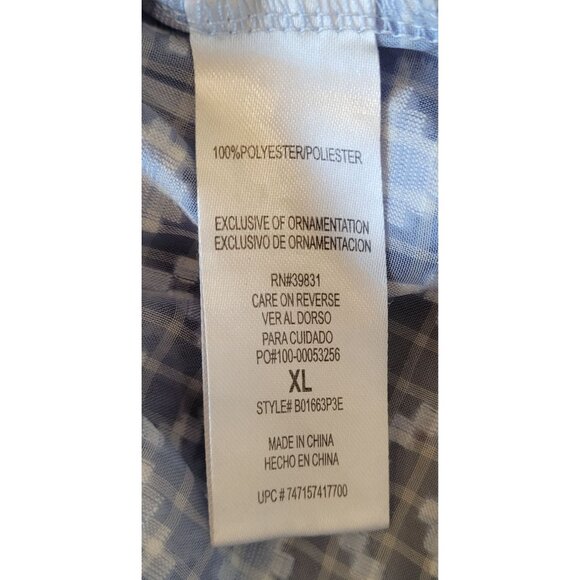 100%POLYESTER/POLIESTER
EXCLUSIVE OF ORNAMENTATION
EXCLUSIVO DE ORNAMENTACION
RN#39831
CARE ON REVERSE
VER AL DORSO
PARA CUIDADO
PO#100-00053256
XL
STYLE# B01663P3E
MADE IN CHINA
HECHO EN CHINA
UPC # 747157417700